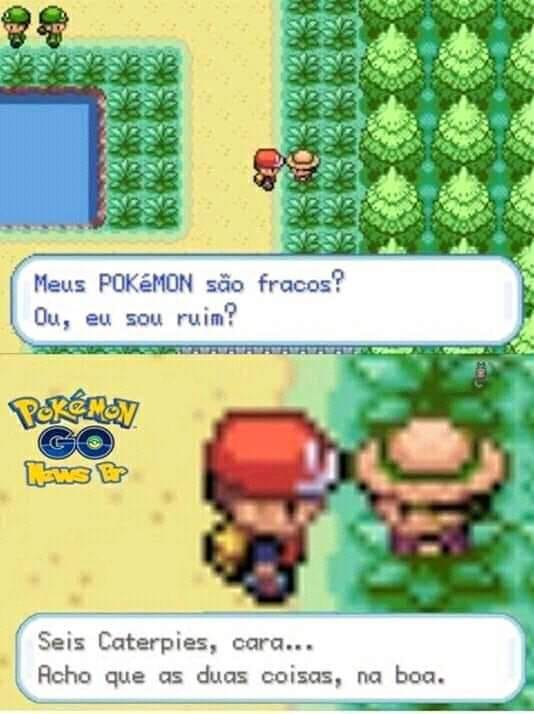 Meus POKéMON são fracos?
Ou, eu sou ruim?
POKÉMON
GO
News Br
Seis Caterpies, cara...
Acho que as duas coisas, na boa.